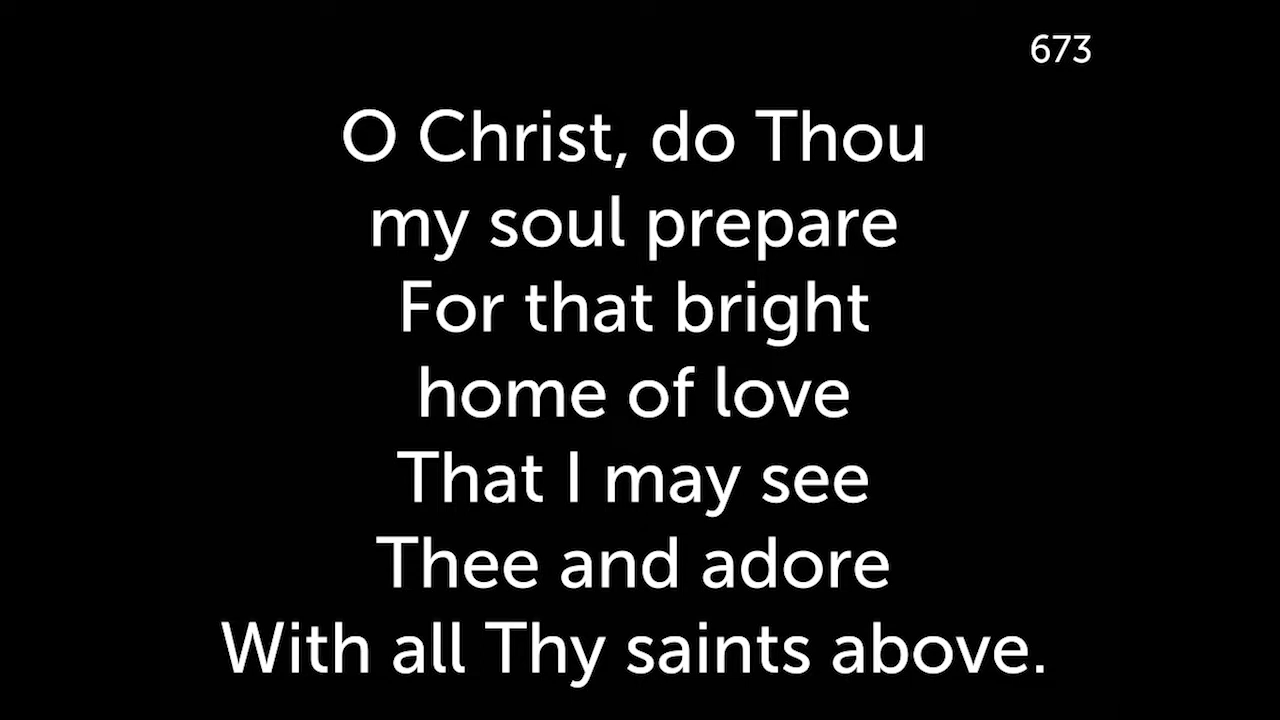 673
O Christ, do Thou
my soul prepare
For that bright
home of love
That I may see
Thee and adore
With all Thy saints above.